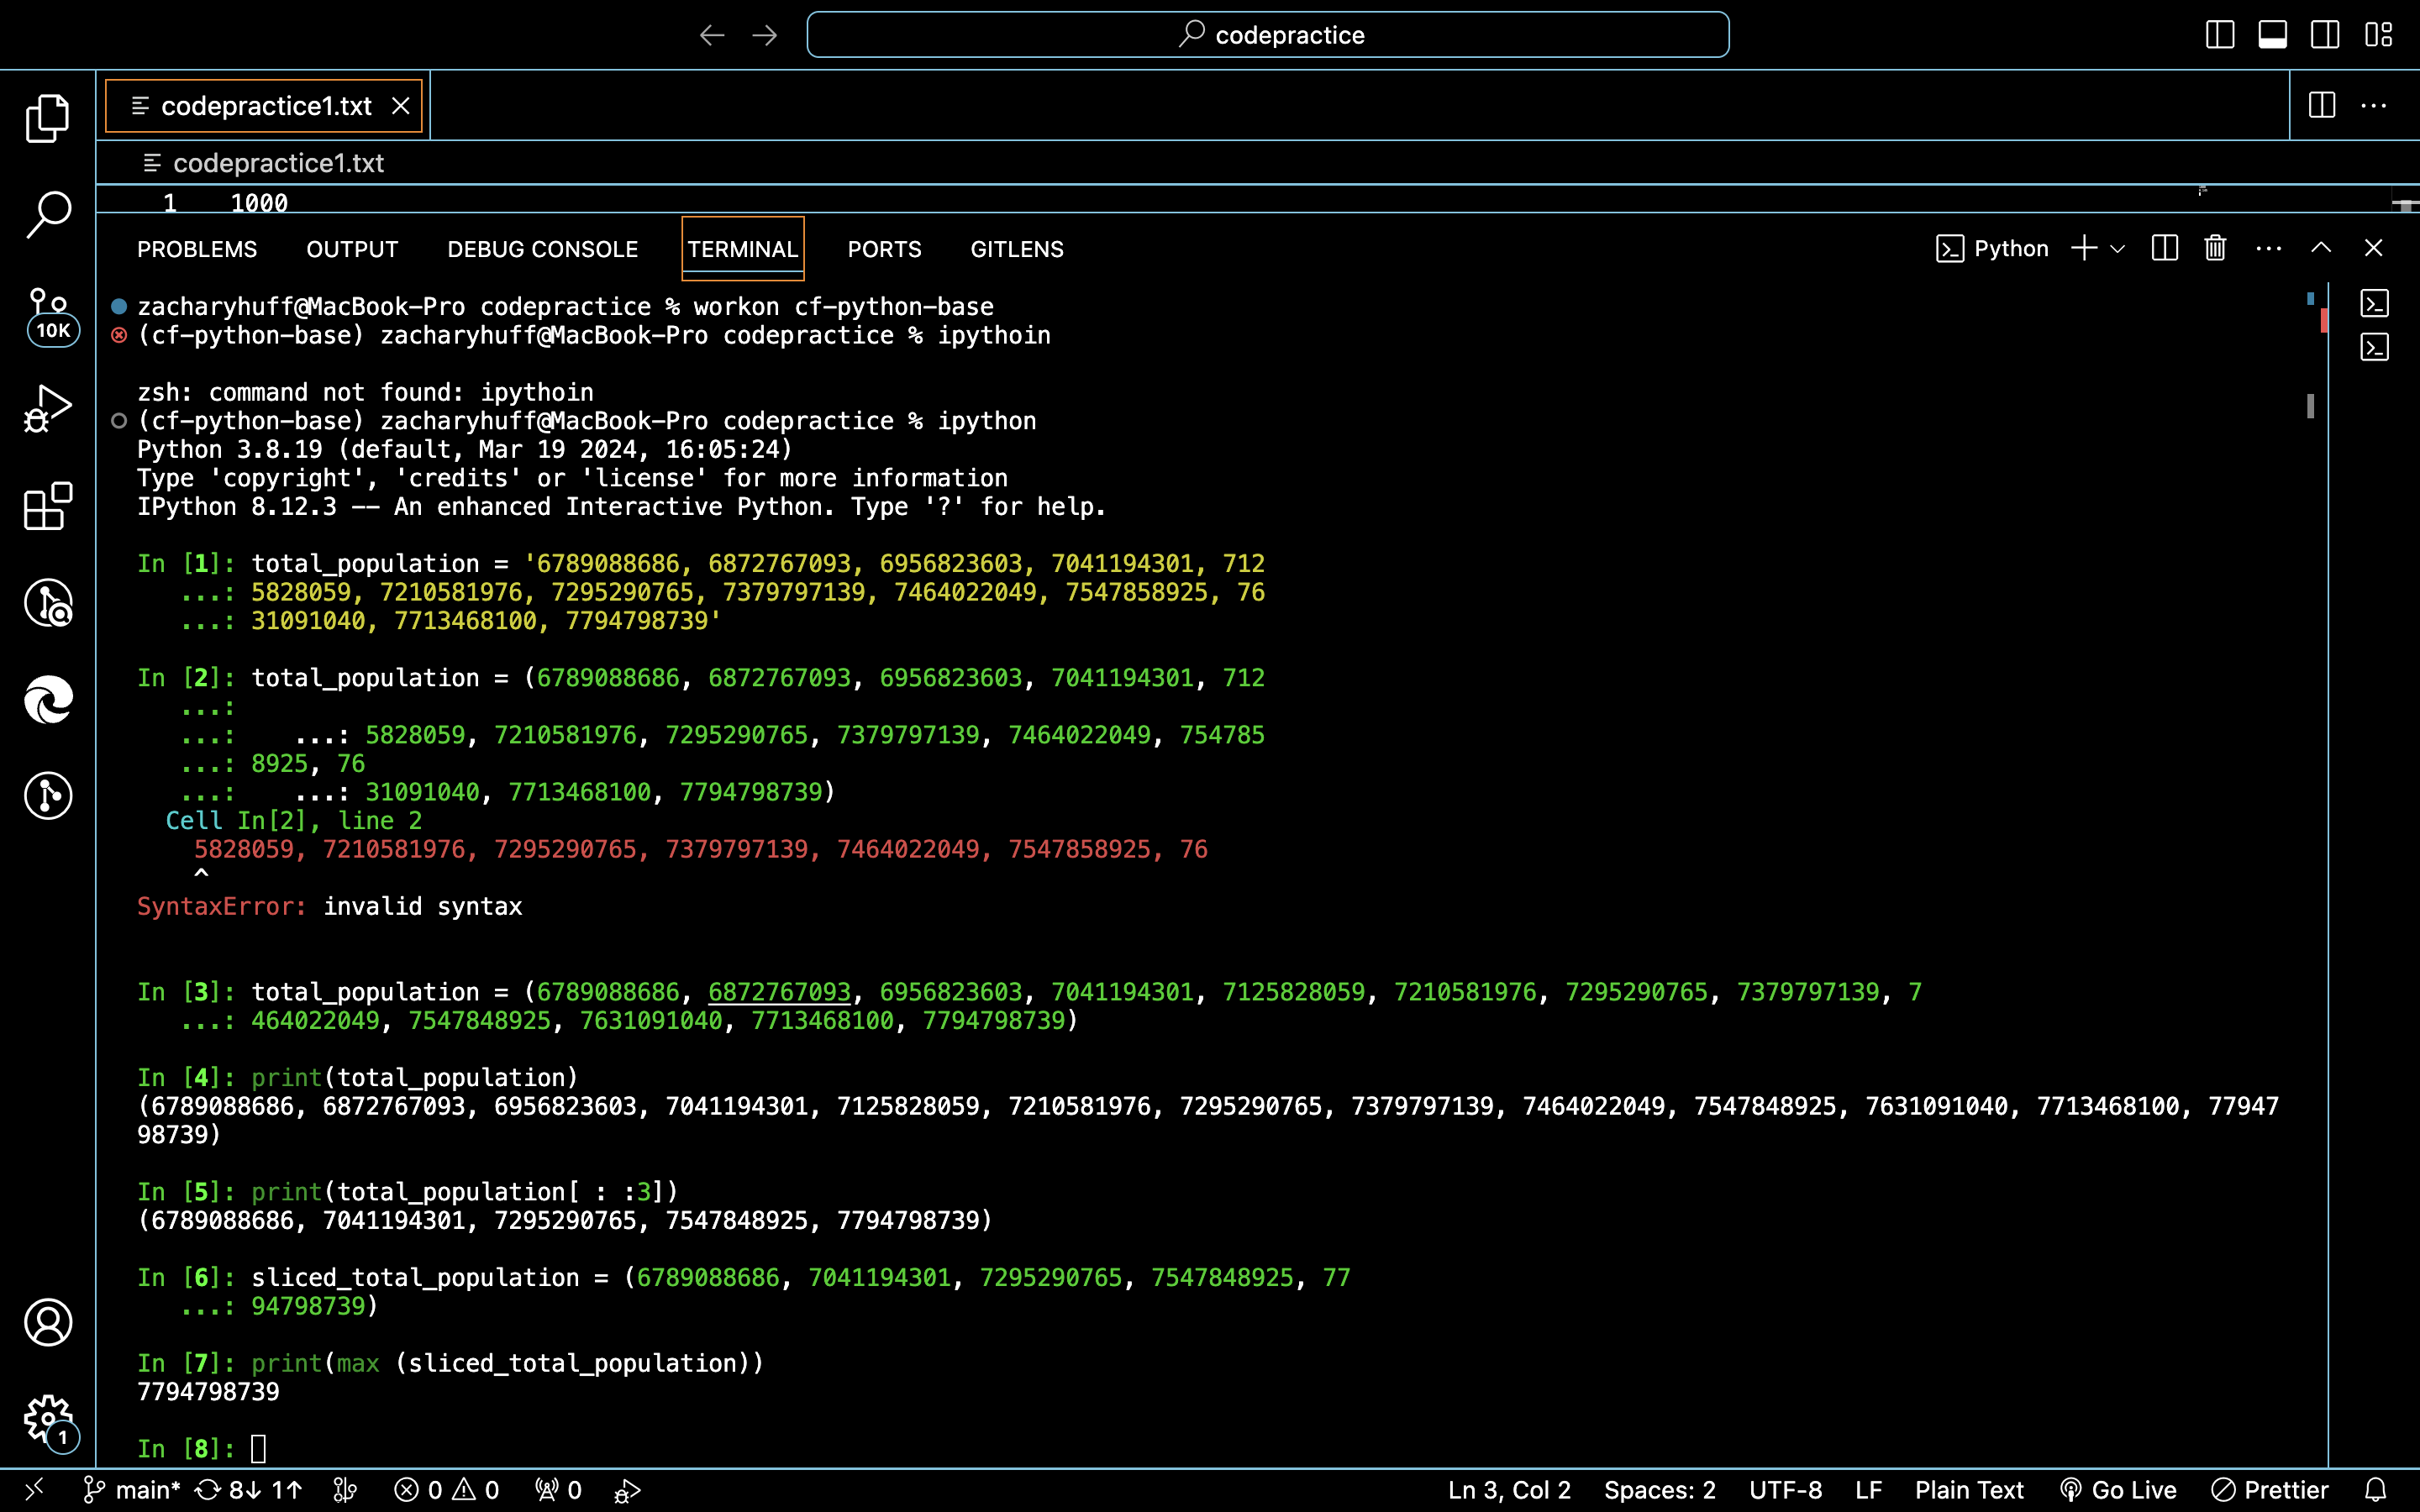 codepractice
codepractice1.txt
codepractice1.txt
1 1000
PROBLEMS OUTPUT DEBUG CONSOLE TERMINAL PORTS GITLENS Python
10K
zacharyhuff@MacBook-Pro codepractice % workon cf-python-base
(cf-python-base) zacharyhuff@MacBook-Pro codepractice % ipythoin
zsh: command not found: ipythoin
(cf-python-base) zacharyhuff@MacBook-Pro codepractice % ipython
Python 3.8.19 (default, Mar 19 2024, 16:05:24)
Type 'copyright', 'credits' or 'license' for more information
IPython 8.12.3 -- An enhanced Interactive Python. Type '?' for help.
In [1]: total_population = '6789088686, 6872767093, 6956823603, 7041194301, 712
...: 5828059, 7210581976, 7295290765, 7379797139, 7464022049, 7547858925, 76
...: 31091040, 7713468100, 7794798739'
In [2]: total_population = (6789088686, 6872767093, 6956823603, 7041194301, 712
...:
...:    ...: 5828059, 7210581976, 7295290765, 7379797139, 7464022049, 754785
...: 8925, 76
...:    ...: 31091040, 7713468100, 7794798739)
Cell In[2], line 2
5828059, 7210581976, 7295290765, 7379797139, 7464022049, 7547858925, 76
^
SyntaxError: invalid syntax
In [3]: total_population = (6789088686, 6872767093, 6956823603, 7041194301, 7125828059, 7210581976, 7295290765, 7379797139, 7
...: 464022049, 7547848925, 7631091040, 7713468100, 7794798739)
In [4]: print(total_population)
(6789088686, 6872767093, 6956823603, 7041194301, 7125828059, 7210581976, 7295290765, 7379797139, 7464022049, 7547848925, 7631091040, 7713468100, 77947
98739)
In [5]: print(total_population[ : :3])
(6789088686, 7041194301, 7295290765, 7547848925, 7794798739)
In [6]: sliced_total_population = (6789088686, 7041194301, 7295290765, 7547848925, 77
...: 94798739)
In [7]: print(max (sliced_total_population))
7794798739
In [8]:
1
main* 8↓ 1↑ 0 0 0 Ln 3, Col 2 Spaces: 2 UTF-8 LF Plain Text Go Live Prettier